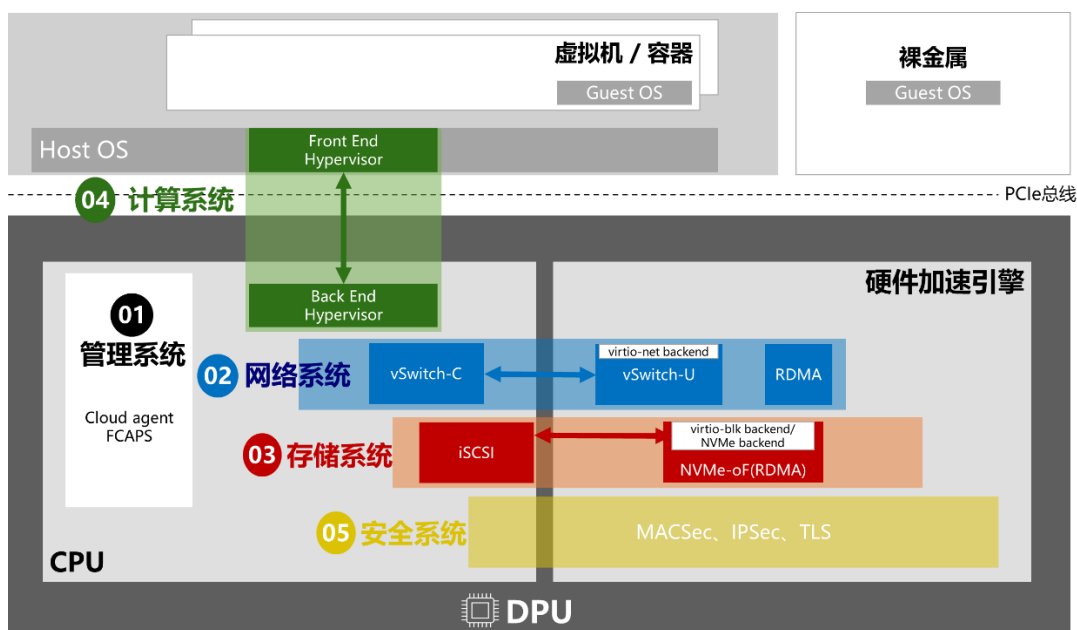 虚拟机 / 容器
Guest OS
裸金属
Guest OS
Host OS
Front End
Hypervisor
04 计算系统
PCIe总线
硬件加速引擎
01
管理系统
Cloud agent
FCAPS
Back End
Hypervisor
02 网络系统
vSwitch-C
virtio-net backend
vSwitch-U
RDMA
03 存储系统
iSCSI
virtio-blk backend/
NVMe backend
NVMe-oF(RDMA)
05 安全系统
MACSec、IPSec、TLS
CPU
DPU